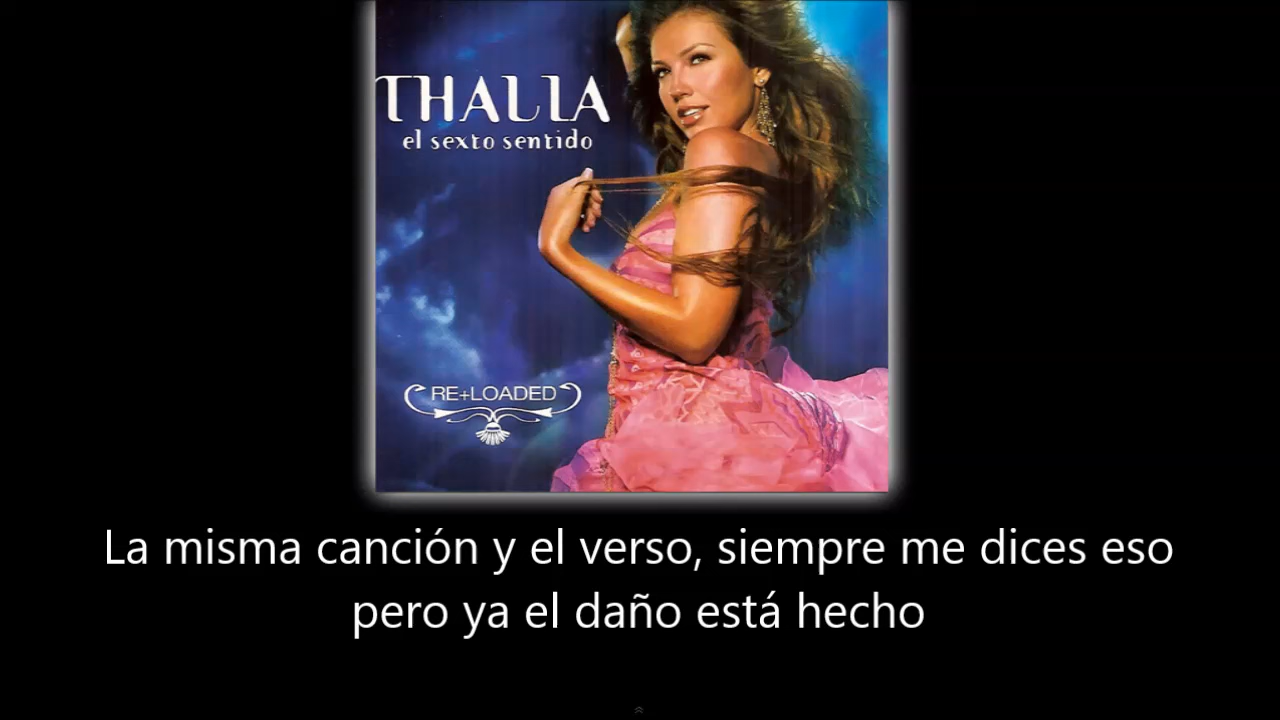 THALIA
el sexto sentido
RE+LOADED
La misma canción y el verso, siempre me dices eso
pero ya el daño está hecho